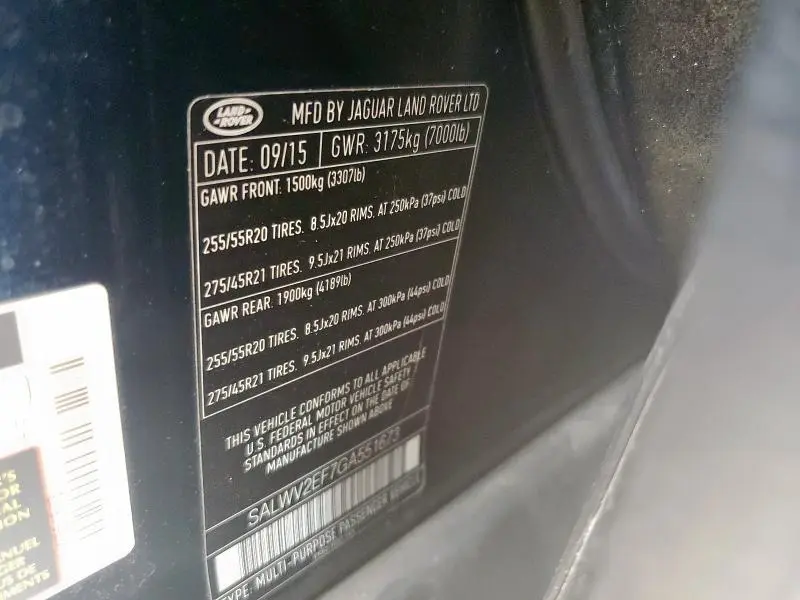 LAND-
-ROVER
MFD BY JAGUAR LAND ROVER LTD
DATE: 09/15 GWR: 3175kg (7000lb)
GAWR FRONT: 1500kg (3307lb)
255/55R20 TIRES. 8.5Jx20 RIMS. AT 250kPa (37psi) COLD
275/45R21 TIRES. 9.5Jx21 RIMS. AT 250kPa (37psi) COLD
GAWR REAR: 1900kg (4189lb)
255/55R20 TIRES. 8.5Jx20 RIMS. AT 300kPa (44psi) COLD
275/45R21 TIRES. 9.5Jx21 RIMS. AT 300kPa (44psi) COLD
THIS VEHICLE CONFORMS TO ALL APPLICABLE
U.S. FEDERAL MOTOR VEHICLE SAFETY
STANDARDS IN EFFECT ON THE DATE OF
MANUFACTURE SHOWN ABOVE
SALWV2EF7GA551673
TYPE: MULTI-PURPOSE PASSENGER VEHICLE